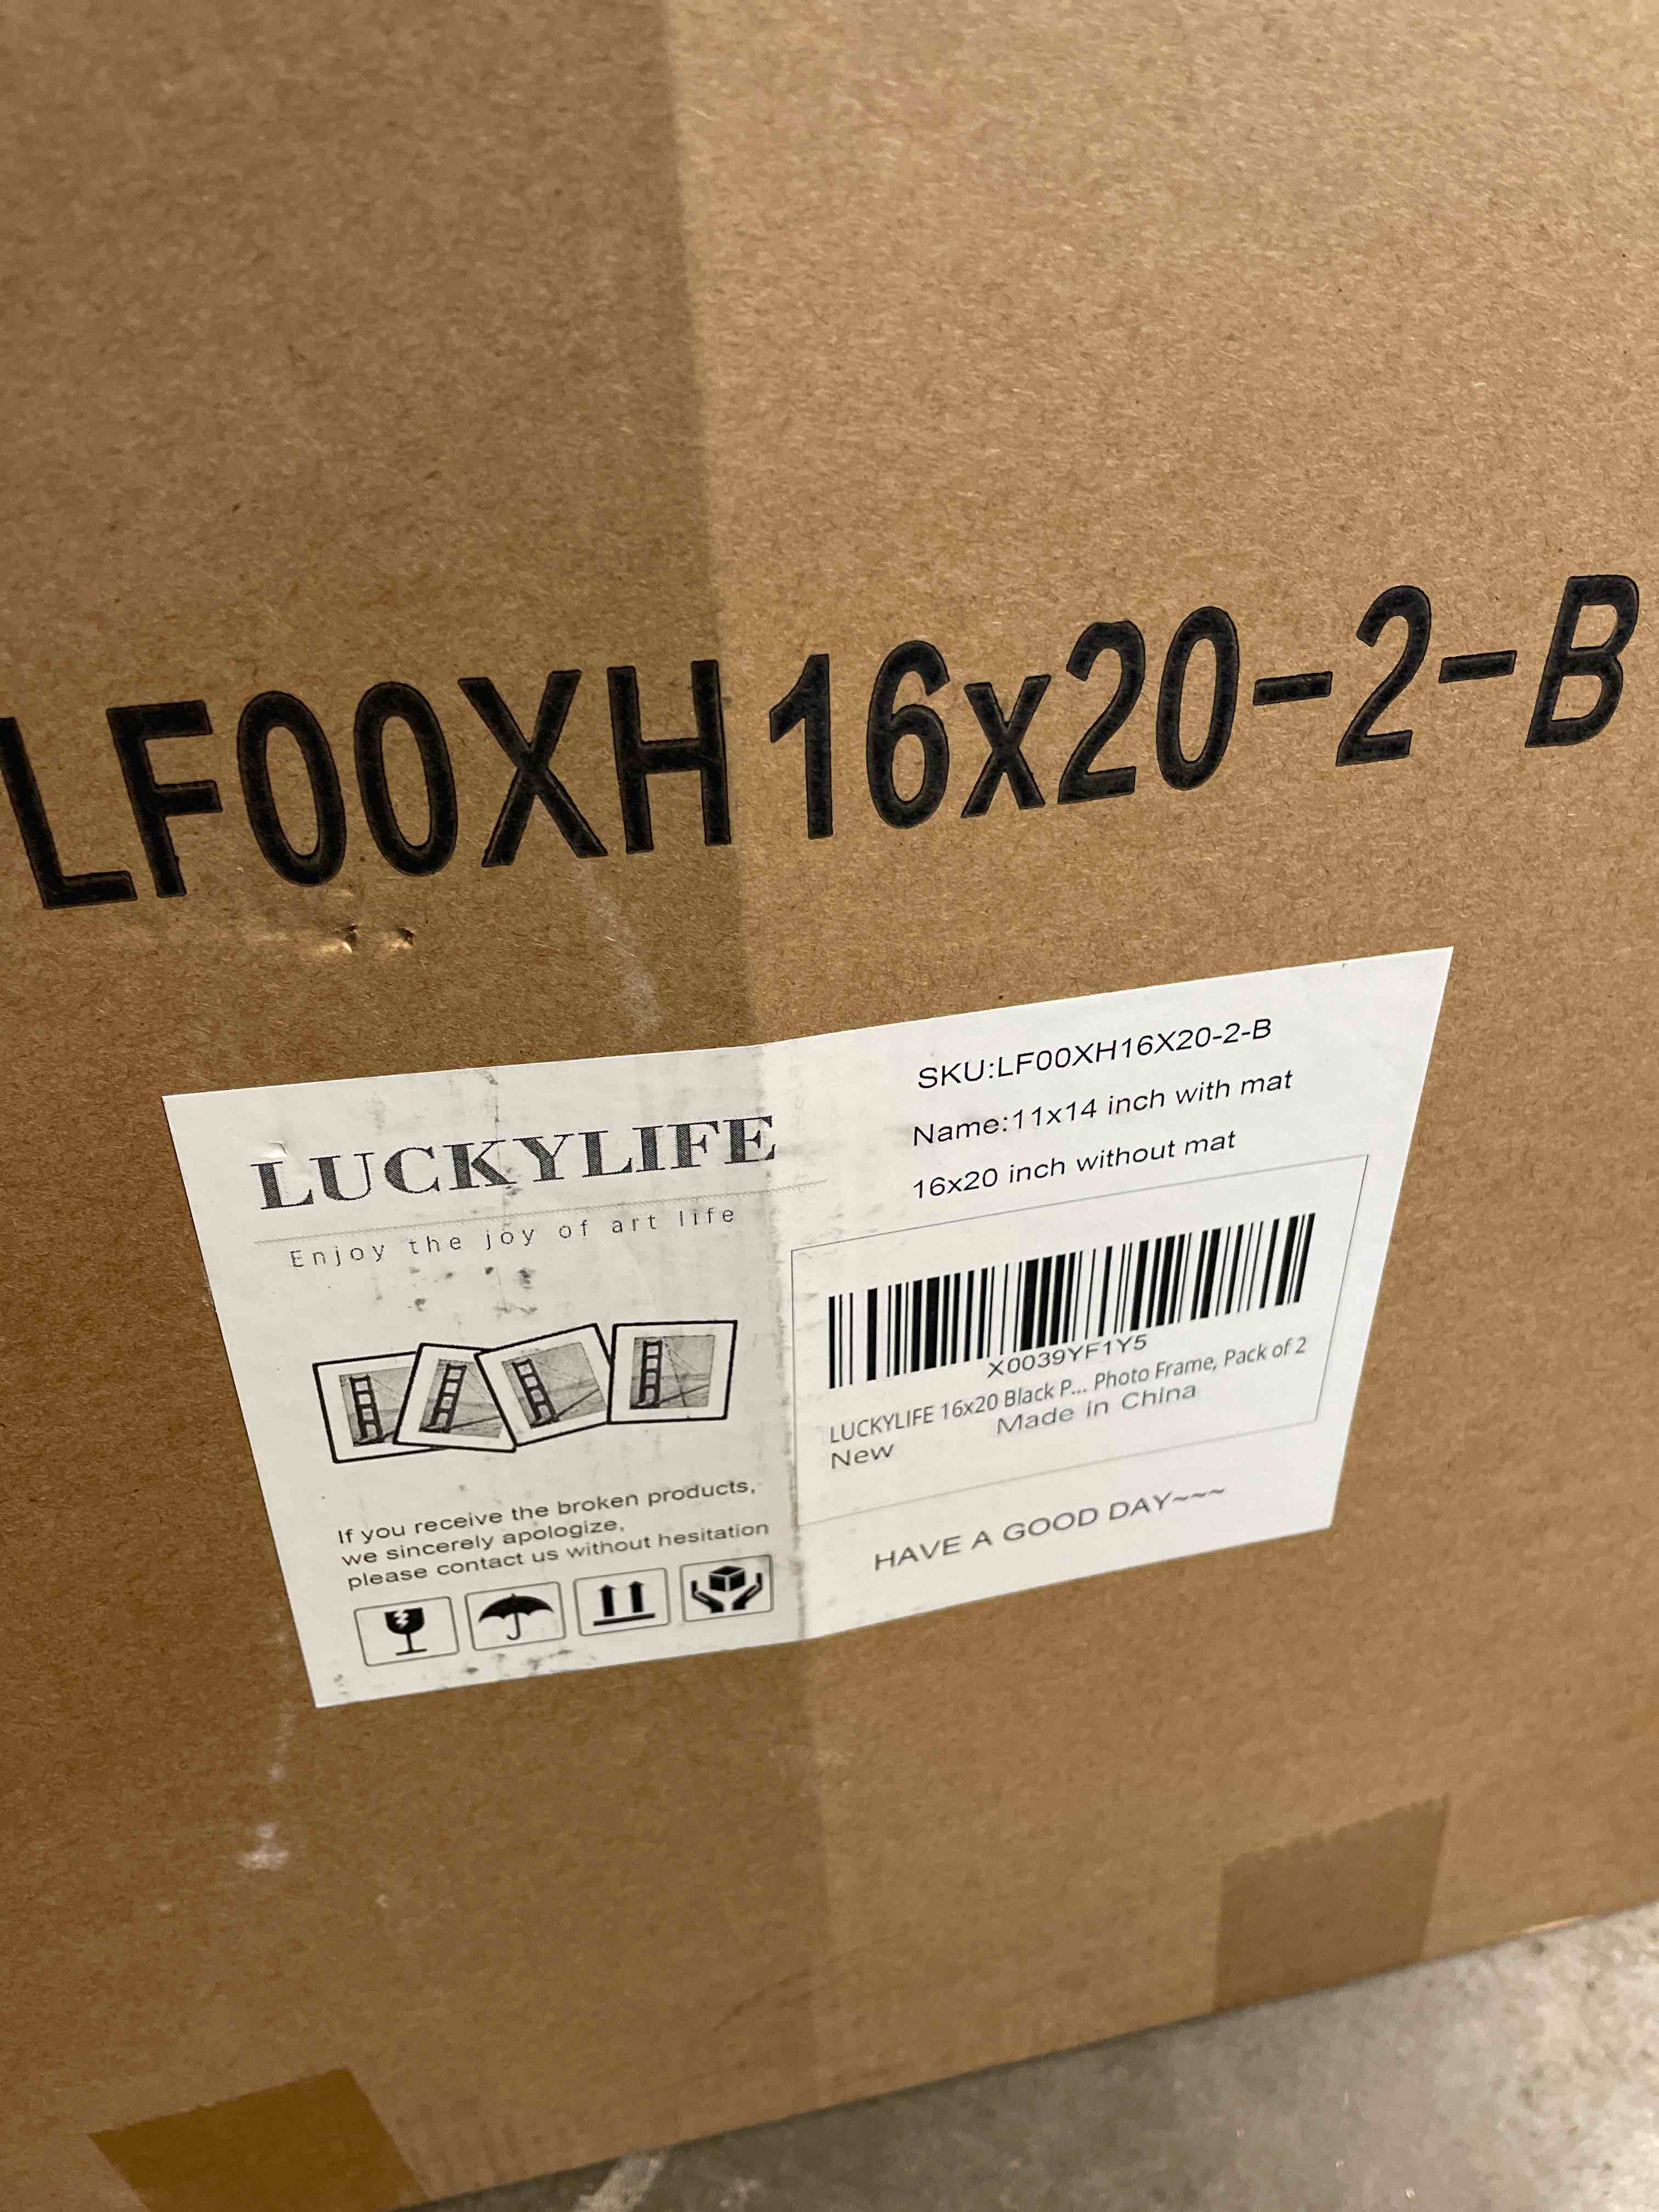 LF00XH16x20-2-B
LUCKYLIFE
Enjoy the joy of art life
If you receive the broken products,
we sincerely apologize,
please contact us without hesitation
SKU:LF00XH16X20-2-B
Name:11x14 inch with mat
16x20 inch without mat
X0039YF1Y5
LUCKYLIFE 16x20 Black P... Photo Frame, Pack of 2
New
Made in China
HAVE A GOOD DAY~~~